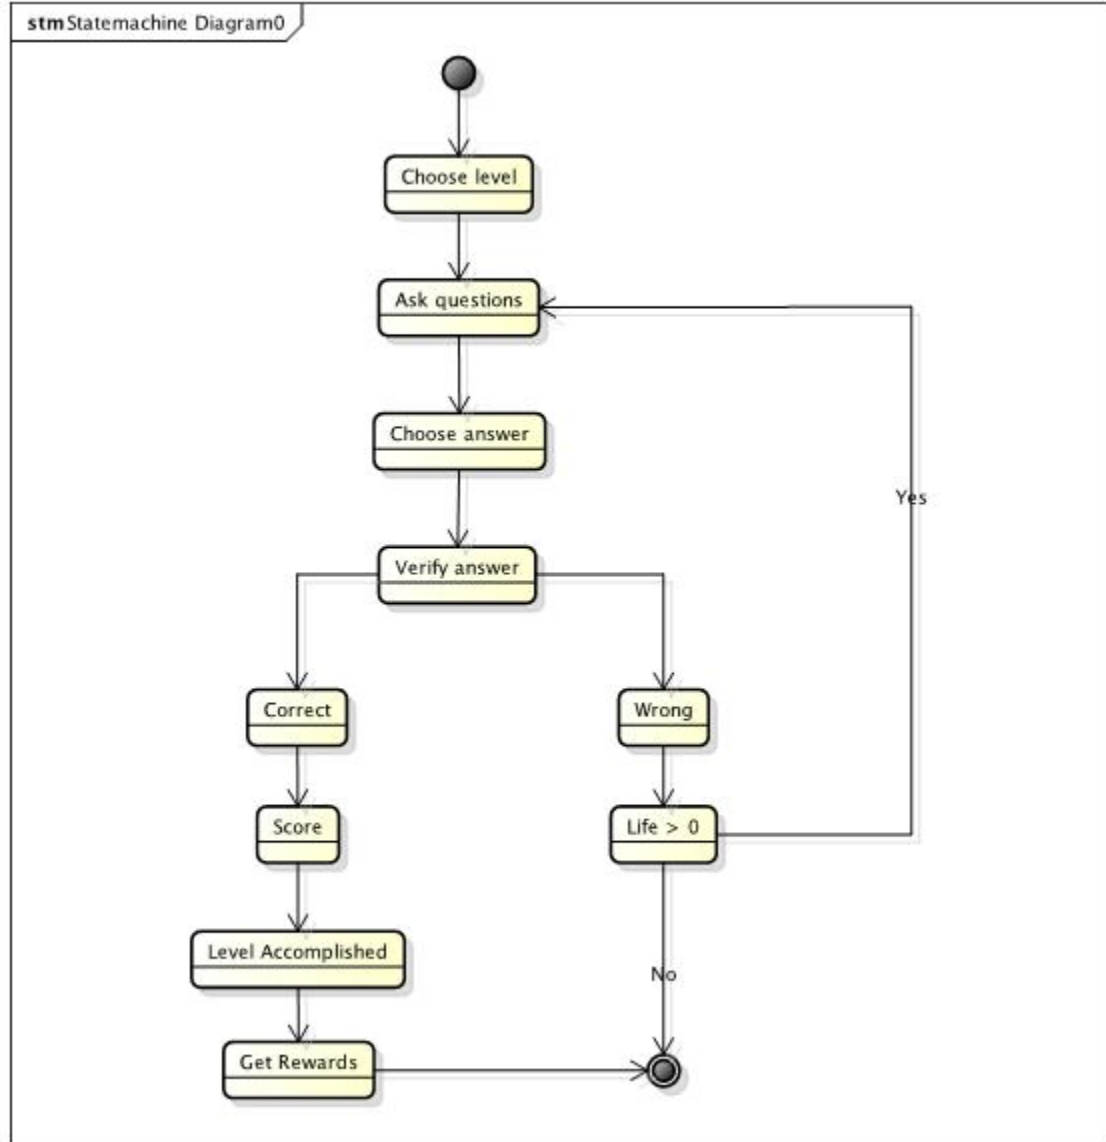 stm Statemachine Diagram0
Choose level
Ask questions
Choose answer
Yes
Verify answer
Correct
Wrong
Score
Life > 0
Level Accomplished
No
Get Rewards